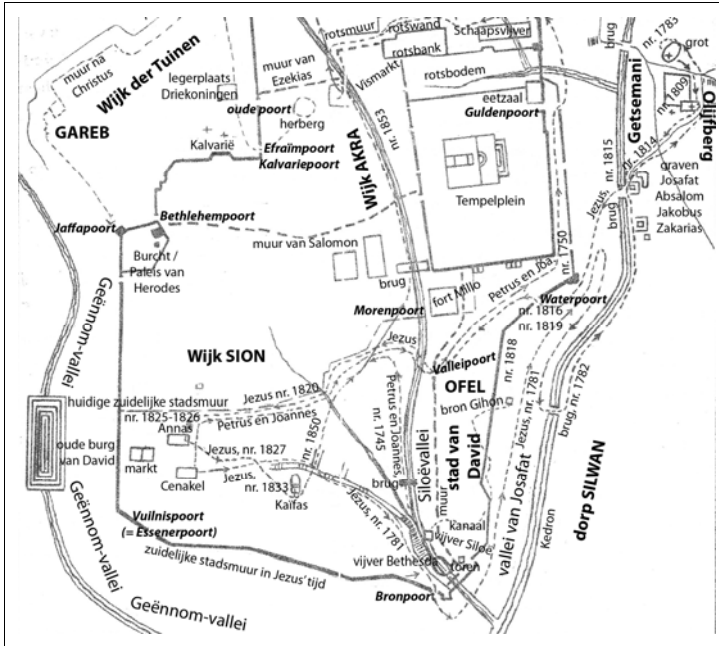 muur na
Christus
Wijk der Tuinen
GAREB
legerplaats
Driekoningen
oude poort
muur van
Ezekias
herberg
Kalvarië
Efraïmpoort
Kalvariepoort
rotsmuur
rotswand
rotsbank
Vismarkt
Schaapsvijver
rotsbodem
eetzaal
Guldenpoort
nr. 1853
Wijk AKRA
Tempelplein
brug
nr. 1783
grot
nr. 1809
Olijfberg
Getsemani
nr. 1814
Jezus, nr. 1815
brug
graven
Josafat
Absalom
Jakobus
Zakarias
Jaffapoort
Bethlehempoort
Burcht /
Paleis van
Herodes
muur van Salomon
brug
fort Millo
Petrus en Joa.
nr. 1750
Morenpoort
Waterpoort
nr. 1816
nr. 1819
Geënnom-vallei
Wijk SION
Jezus
Valleipoort
OFEL
nr. 1818
huidige zuidelijke stadsmuur
Jezus nr. 1820
nr. 1825-1826
Petrus en Joannes
Annas
Petrus en Joannes,
nr. 1745
bron Gihon
Jezus, nr. 1781
brug, nr. 1782
oude burg
van David
markt
Jezus, nr. 1827
nr. 1850
Cenakel
Jezus,
nr. 1833
Kaïfas
brug
Siloëvallei
stad van
David
muur
vallei van Josafat
dorp SILWAN
Kedron
Geënnom-vallei
Vuilnispoort
(= Essenerpoort)
Jezus, nr. 1781
kanaal
vijver Siloë
zuidelijke stadsmuur in Jezus' tijd
vijver Bethesda
toren
Bronpoort
Geënnom-vallei